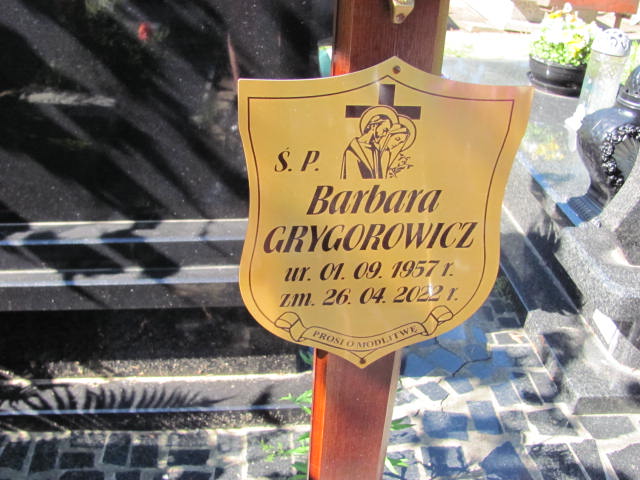 Ś. P.
Barbara
GRYGOROWICZ
ur. 01. 09. 1957 r.
zm. 26. 04. 2022 r.
PROSI O MODLITWĘ